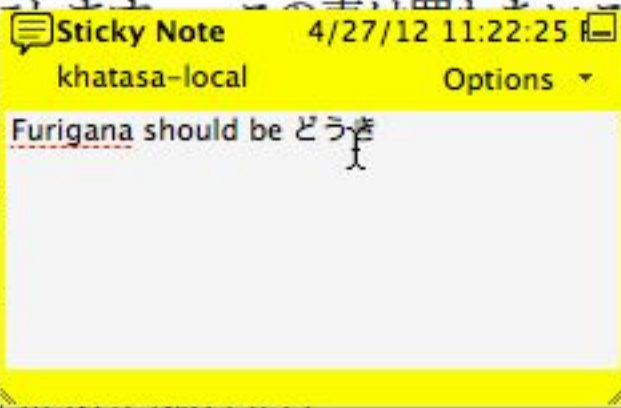 Sticky Note 4/27/12 11:22:25
khatasa-local Options
Furigana should be どうき